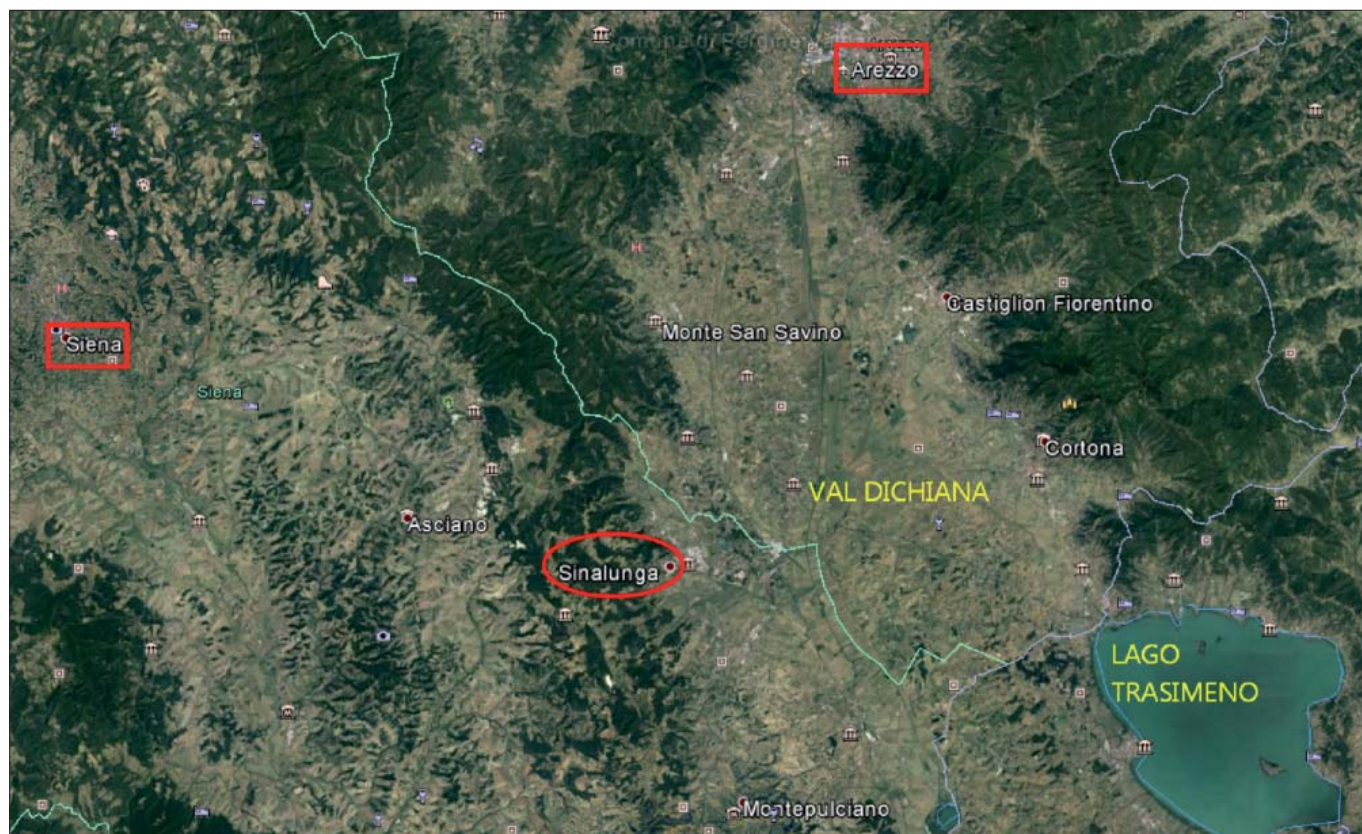 Arezzo
Castiglion Fiorentino
Monte San Savino
Siena
Siena
Cortona
VAL DICHIANA
Asciano
Sinalunga
LAGO
TRASIMENO
Montepulciano